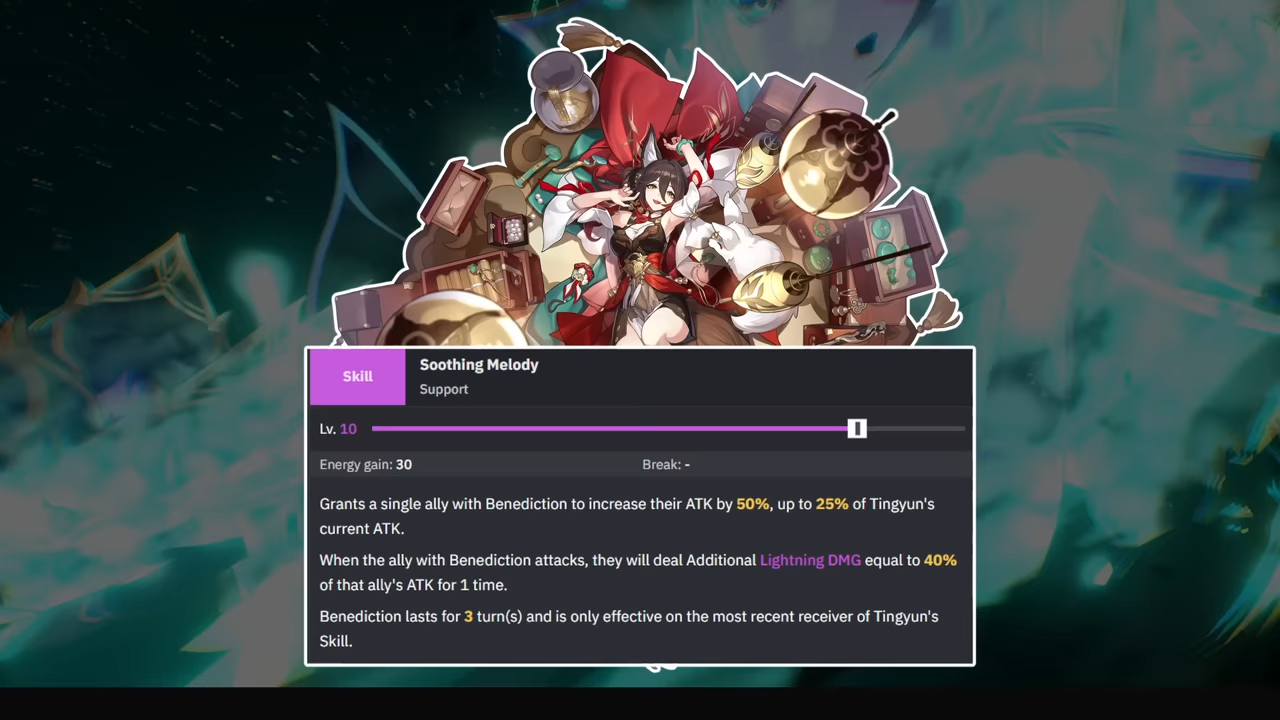 Skill
Soothing Melody
Support
Lv. 10
Energy gain: 30
Break: -
Grants a single ally with Benediction to increase their ATK by 50%, up to 25% of Tingyun's
current ATK.
When the ally with Benediction attacks, they will deal Additional Lightning DMG equal to 40%
of that ally's ATK for 1 time.
Benediction lasts for 3 turn(s) and is only effective on the most recent receiver of Tingyun's
Skill.